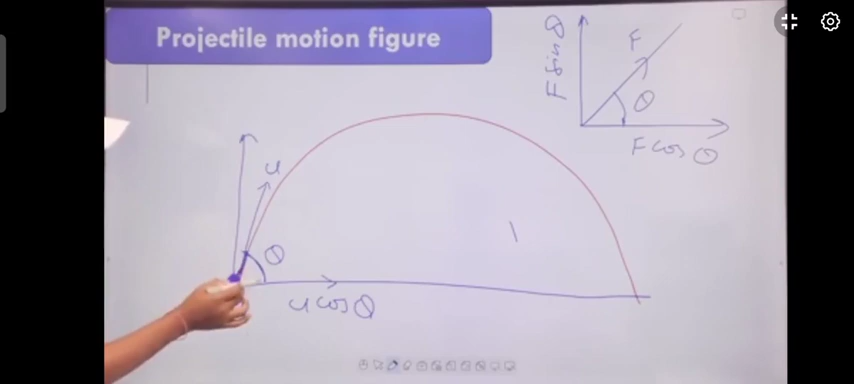 Projectile motion figure
F sin θ
F
θ
F cos θ
u
θ
u cos θ